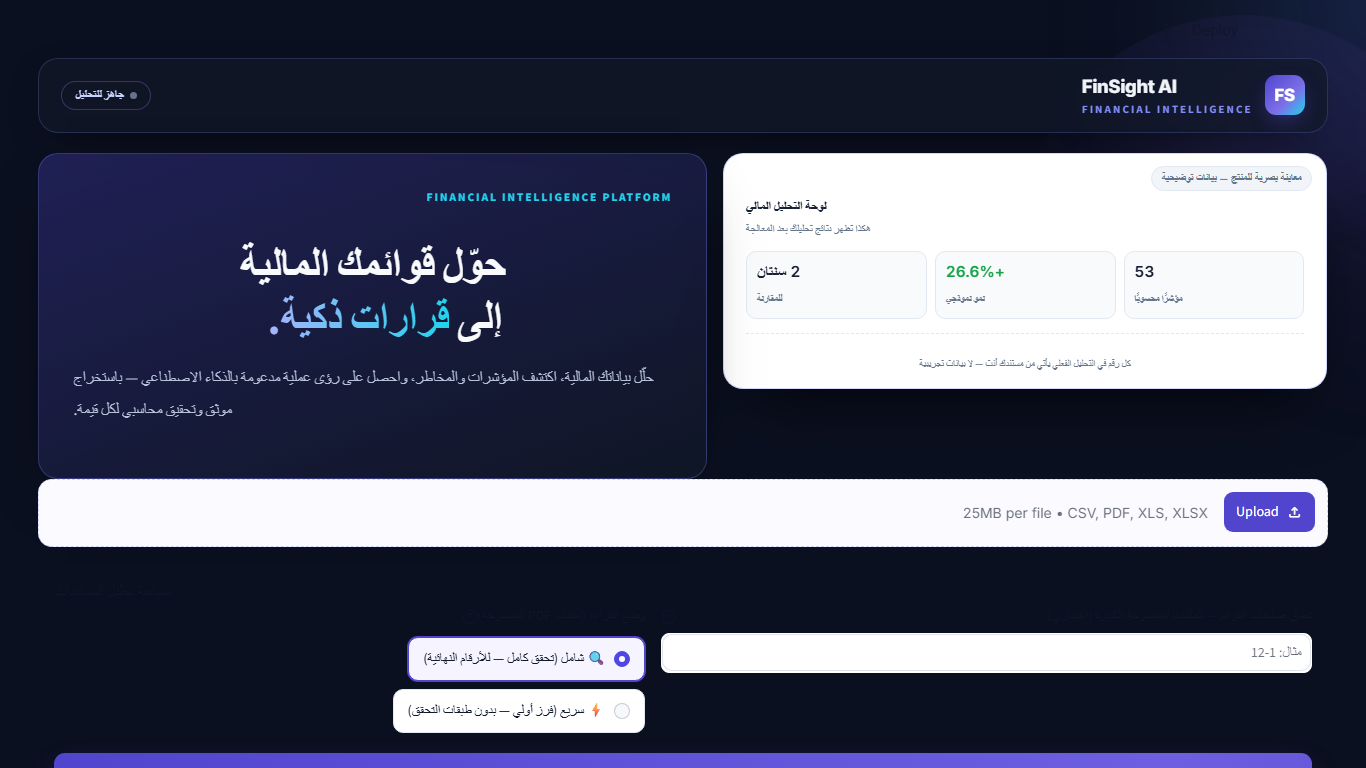 Deploy
FinSight AI
FINANCIAL INTELLIGENCE
FS
جاهز للتحليل
معاينة بصرية للمنتج — بيانات توضيحية
لوحة التحليل المالي
هكذا تظهر نتائج تحليلك بعد المعالجة
53
مؤشرًا محسوبًا
26.6%+
نمو نموذجي
2 سنتان
للمقارنة
كل رقم في التحليل الفعلي يأتي من مستندك أنت — لا بيانات تجريبية
FINANCIAL INTELLIGENCE PLATFORM
حوّل قوائمك المالية
إلى قرارات ذكية.
حلّل بياناتك المالية، اكتشف المؤشرات والمخاطر، واحصل على رؤى عملية مدعومة بالذكاء الاصطناعي — باستخراج
موثق وتحقيق محاسبي لكل قيمة.
Upload
25MB per file • CSV, PDF, XLS, XLSX
مثال: 1-12
🔍 شامل (تحقق كامل — للأرقام النهائية)
⚡ سريع (فرز أولي — بدون طبقات التحقق)